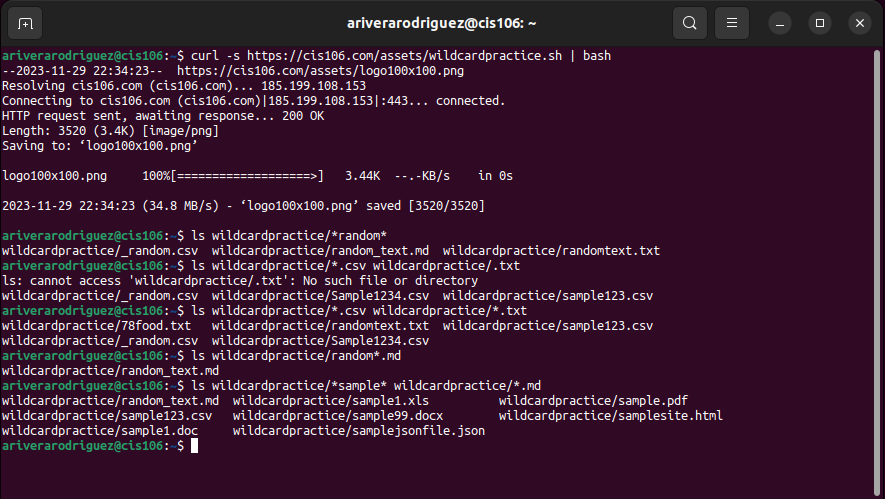 ariverarodriguez@cis106: ~
ariverarodriguez@cis106:~$ curl -s https://cis106.com/assets/wildcardpractice.sh | bash
--2023-11-29 22:34:23--  https://cis106.com/assets/logo100x100.png
Resolving cis106.com (cis106.com)... 185.199.108.153
Connecting to cis106.com (cis106.com)|185.199.108.153|:443... connected.
HTTP request sent, awaiting response... 200 OK
Length: 3520 (3.4K) [image/png]
Saving to: ‘logo100x100.png’
logo100x100.png     100%[===================>]   3.44K  --.-KB/s    in 0s
2023-11-29 22:34:23 (34.8 MB/s) - ‘logo100x100.png’ saved [3520/3520]
ariverarodriguez@cis106:~$ ls wildcardpractice/*random*
wildcardpractice/_random.csv  wildcardpractice/random_text.md  wildcardpractice/randomtext.txt
ariverarodriguez@cis106:~$ ls wildcardpractice/*.csv wildcardpractice/.txt
ls: cannot access 'wildcardpractice/.txt': No such file or directory
wildcardpractice/_random.csv  wildcardpractice/Sample1234.csv  wildcardpractice/sample123.csv
ariverarodriguez@cis106:~$ ls wildcardpractice/*.csv wildcardpractice/*.txt
wildcardpractice/78food.txt   wildcardpractice/randomtext.txt  wildcardpractice/sample123.csv
wildcardpractice/_random.csv  wildcardpractice/Sample1234.csv
ariverarodriguez@cis106:~$ ls wildcardpractice/random*.md
wildcardpractice/random_text.md
ariverarodriguez@cis106:~$ ls wildcardpractice/*sample* wildcardpractice/*.md
wildcardpractice/random_text.md  wildcardpractice/sample1.xls          wildcardpractice/sample.pdf
wildcardpractice/sample123.csv   wildcardpractice/sample99.docx        wildcardpractice/samplesite.html
wildcardpractice/sample1.doc     wildcardpractice/samplejsonfile.json
ariverarodriguez@cis106:~$